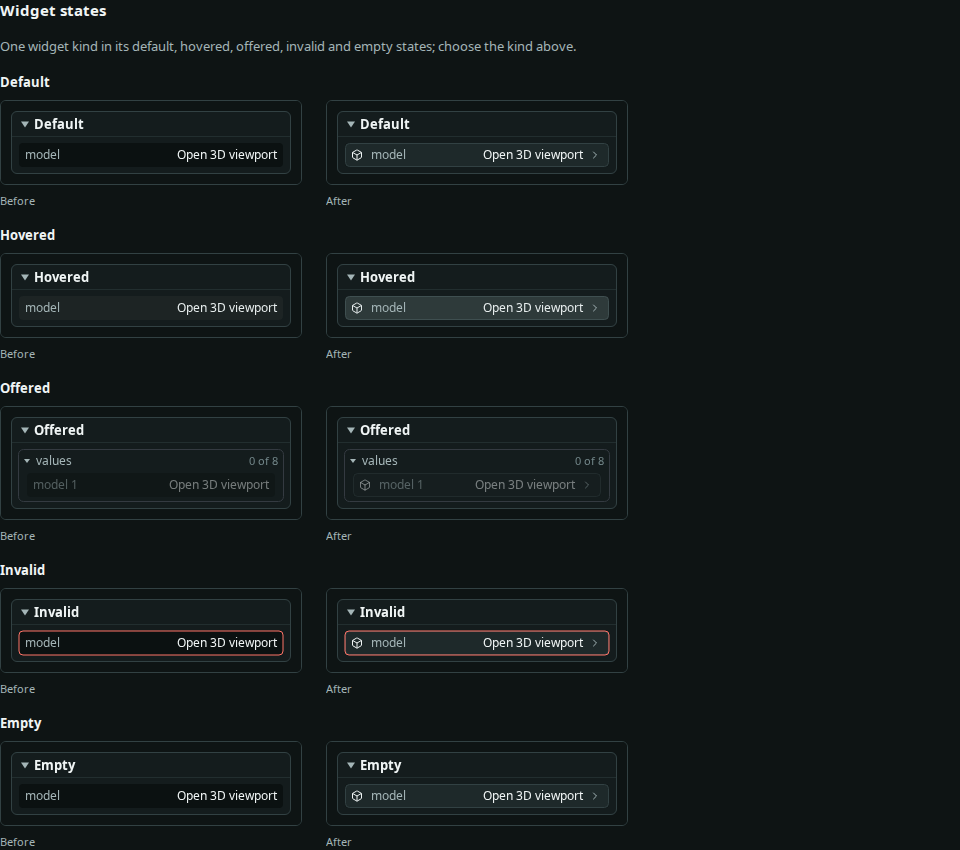 Widget states
One widget kind in its default, hovered, offered, invalid and empty states; choose the kind above.
Default
Default
model Open 3D viewport
Before
Default
model Open 3D viewport
After
Hovered
Hovered
model Open 3D viewport
Before
Hovered
model Open 3D viewport
After
Offered
Offered
values 0 of 8
model 1 Open 3D viewport
Before
Offered
values 0 of 8
model 1 Open 3D viewport
After
Invalid
Invalid
model Open 3D viewport
Before
Invalid
model Open 3D viewport
After
Empty
Empty
model Open 3D viewport
Before
Empty
model Open 3D viewport
After